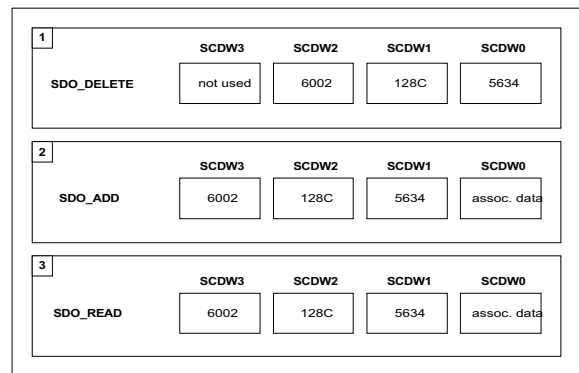 1
SCDW3 SCDW2 SCDW1 SCDW0
SDO_DELETE not used 6002 128C 5634
2
SCDW3 SCDW2 SCDW1 SCDW0
SDO_ADD 6002 128C 5634 assoc. data
3
SCDW3 SCDW2 SCDW1 SCDW0
SDO_READ 6002 128C 5634 assoc. data